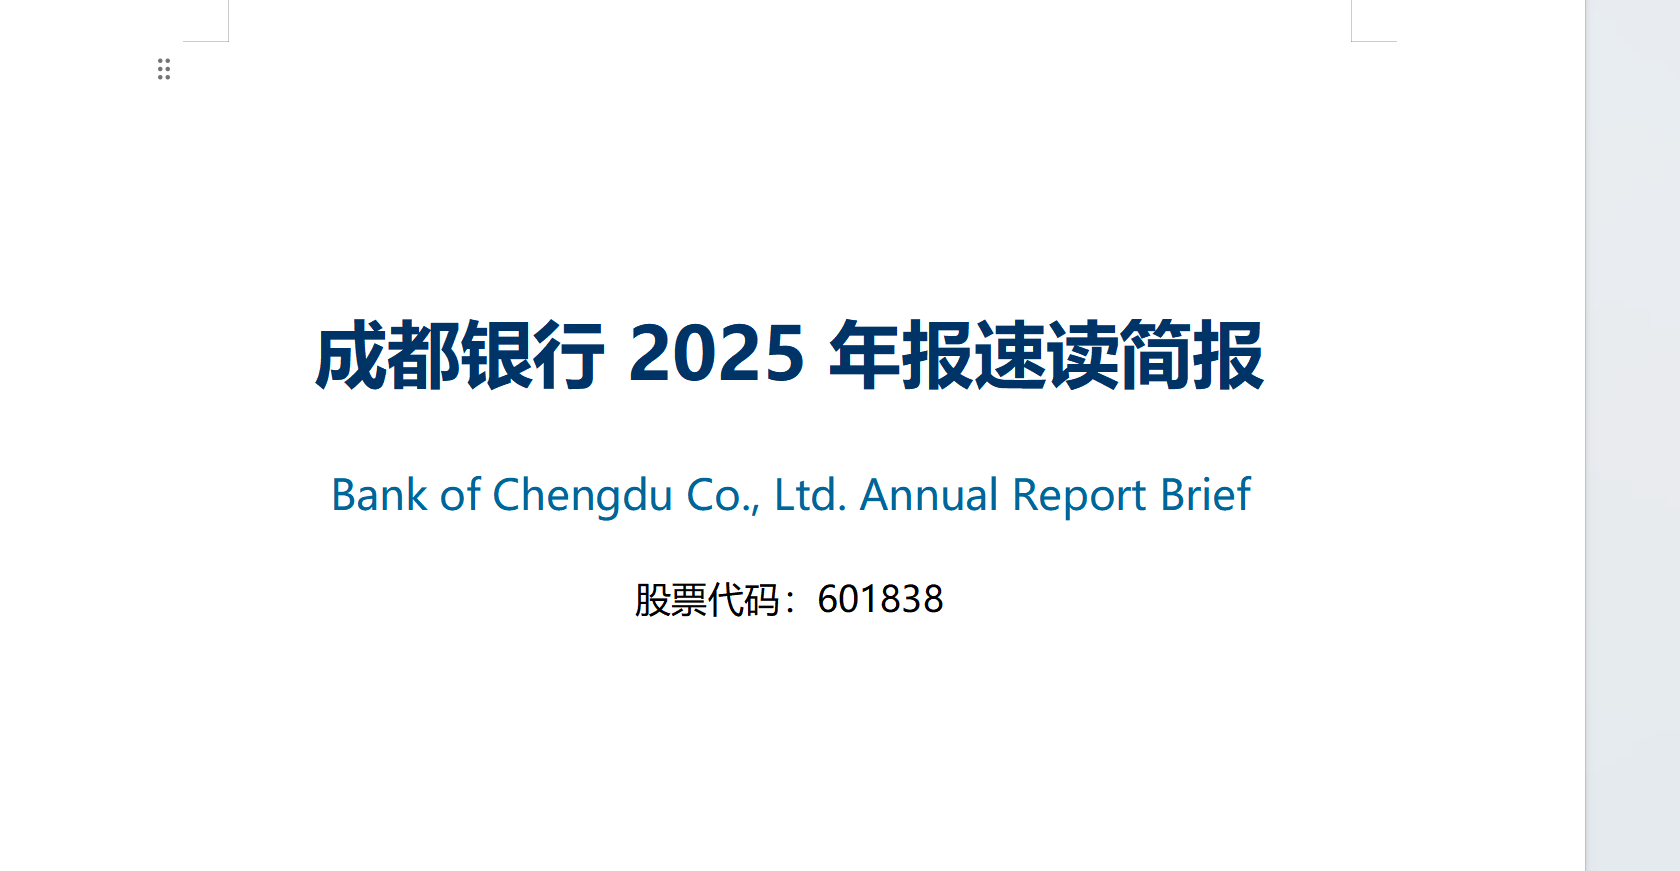 成都银行 2025 年报速读简报
Bank of Chengdu Co., Ltd. Annual Report Brief
股票代码：601838